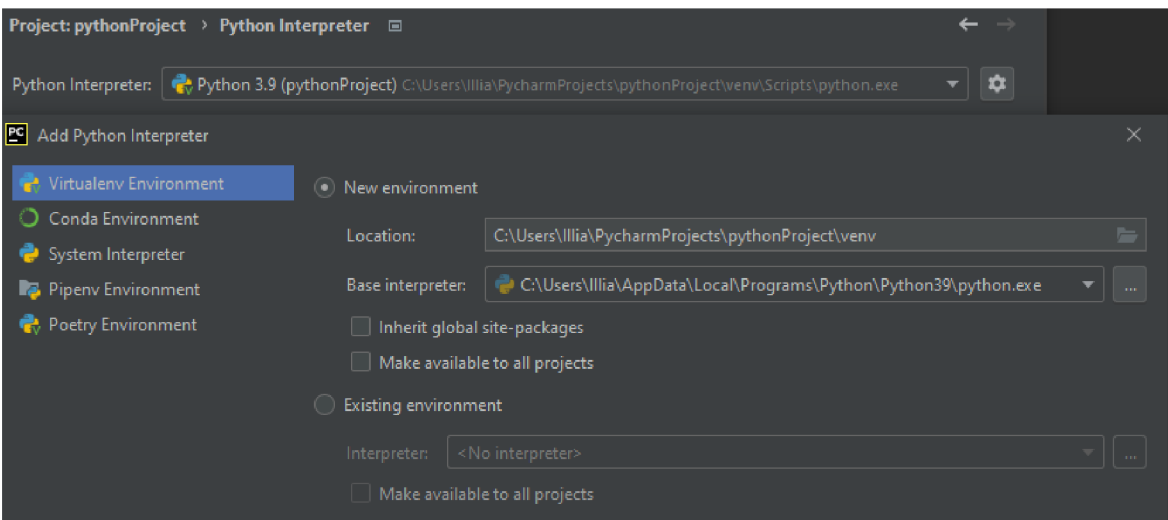 Project: pythonProject › Python Interpreter
Python Interpreter: Python 3.9 (pythonProject) C:\Users\Illia\PycharmProjects\pythonProject\venv\Scripts\python.exe
PC Add Python Interpreter
Virtualenv Environment
Conda Environment
System Interpreter
Pipenv Environment
Poetry Environment
New environment
Location: C:\Users\Illia\PycharmProjects\pythonProject\venv
Base interpreter: C:\Users\Illia\AppData\Local\Programs\Python\Python39\python.exe ...
Inherit global site-packages
Make available to all projects
Existing environment
Interpreter: <No interpreter> ...
Make available to all projects